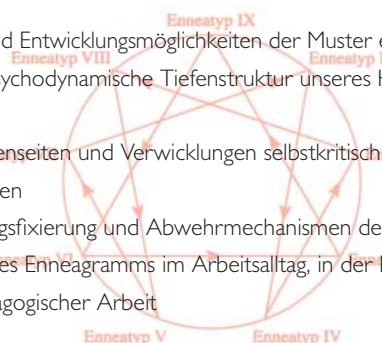 Enneatyp IX
d Entwicklungsmöglichkeiten der Muster e
Enneatyp VIII
ychodynamische Tiefenstruktur unseres H
enseiten und Verwicklungen selbstkritisch
en
gsfixierung und Abwehrmechanismen de
es Enneagramms im Arbeitsalltag, in der
agogischer Arbeit
Enneatyp V Enneatyp IV